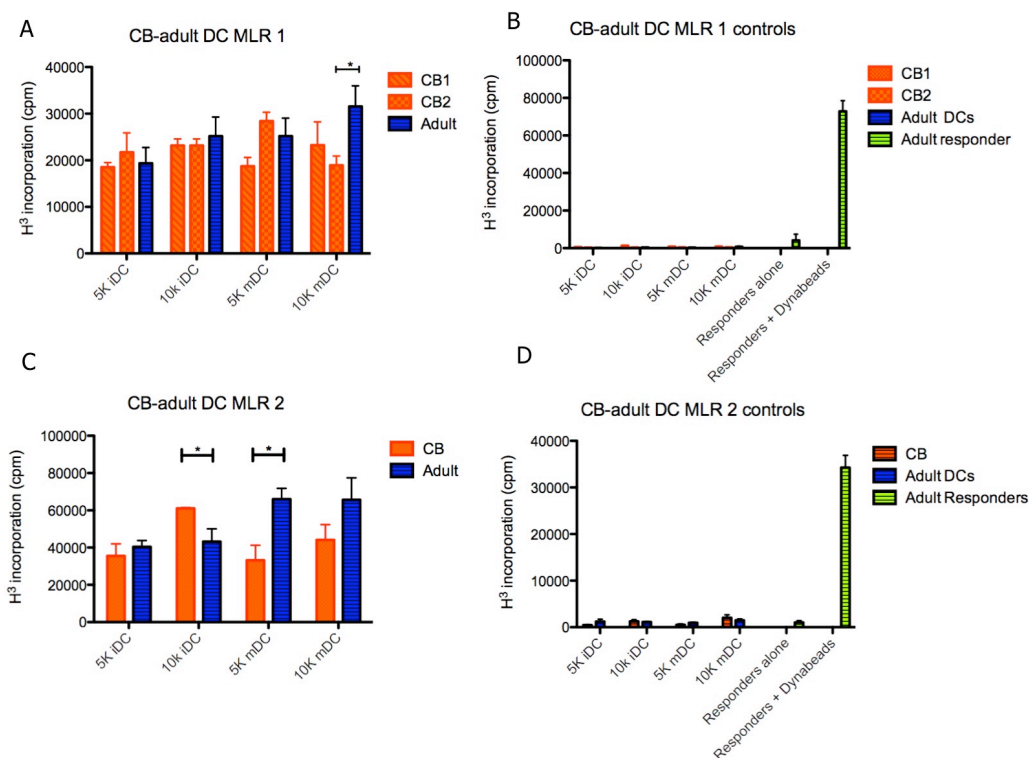 A
CB-adult DC MLR 1
H³ incorporation (cpm)
40000
30000
20000
10000
0
5K iDC
10k iDC
5K mDC
10K mDC
*
CB1
CB2
Adult
B
CB-adult DC MLR 1 controls
H³ incorporation (cpm)
100000
80000
60000
40000
20000
0
5K iDC
10k iDC
5K mDC
10K mDC
Responders alone
Responders + Dynabeads
CB1
CB2
Adult DCs
Adult responder
C
CB-adult DC MLR 2
H³ incorporation (cpm)
100000
80000
60000
40000
20000
0
5K iDC
10k iDC
5K mDC
10K mDC
*
*
CB
Adult
D
CB-adult DC MLR 2 controls
H³ incorporation (cpm)
40000
30000
20000
10000
0
5K iDC
10k iDC
5K mDC
10K mDC
Responders alone
Responders + Dynabeads
CB
Adult DCs
Adult Responders